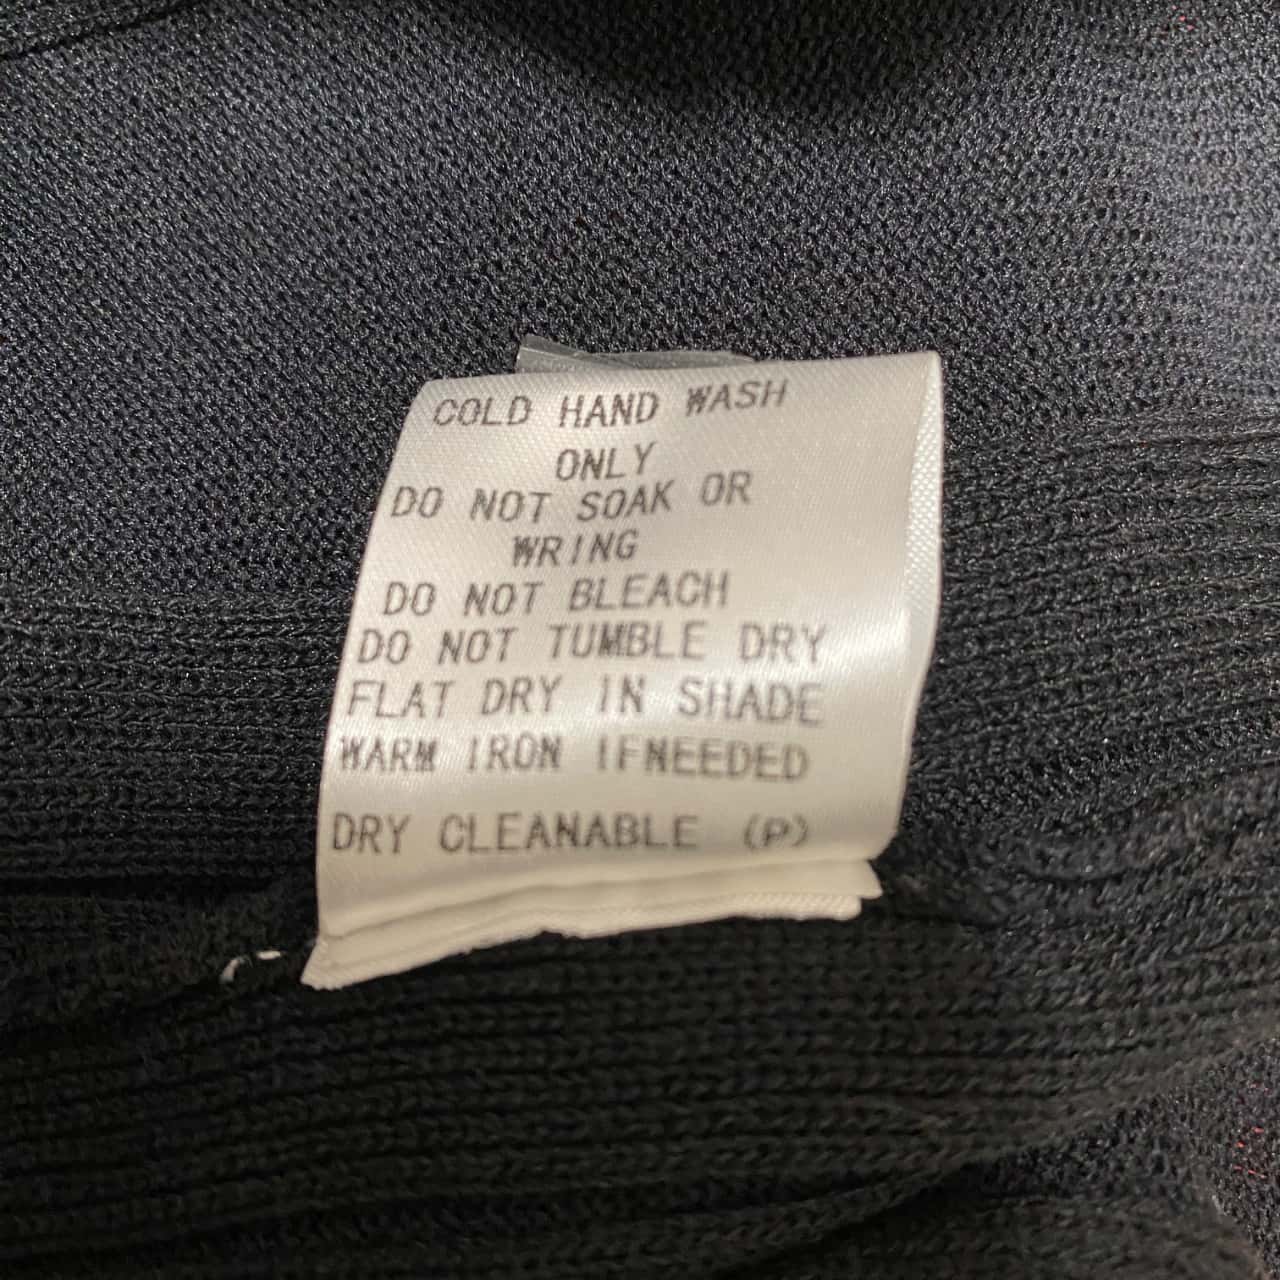 COLD HAND WASH
ONLY
DO NOT SOAK OR
WRING
DO NOT BLEACH
DO NOT TUMBLE DRY
FLAT DRY IN SHADE
WARM IRON IFNEEDED
DRY CLEANABLE (P)